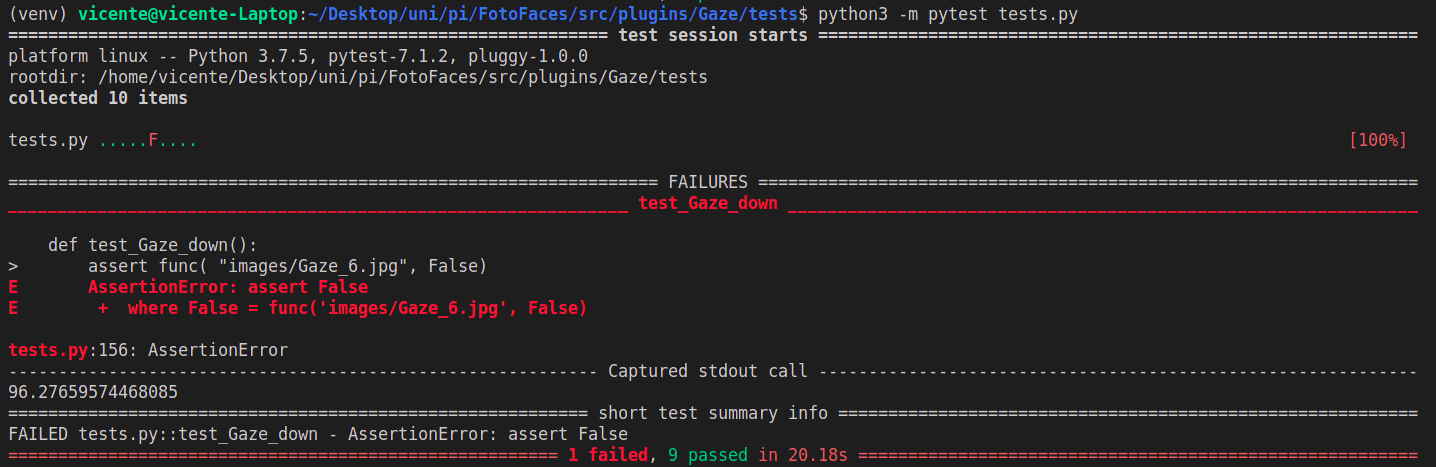 (venv) vicente@vicente-Laptop:~/Desktop/uni/pi/FotoFaces/src/plugins/Gaze/tests$ python3 -m pytest tests.py
============================================================ test session starts ============================================================
platform linux -- Python 3.7.5, pytest-7.1.2, pluggy-1.0.0
rootdir: /home/vicente/Desktop/uni/pi/FotoFaces/src/plugins/Gaze/tests
collected 10 items
tests.py .....F.... [100%]
================================================================= FAILURES ==================================================================
______________________________________________________________ test_Gaze_down _______________________________________________________________
def test_Gaze_down():
> assert func( "images/Gaze_6.jpg", False)
E AssertionError: assert False
E + where False = func('images/Gaze_6.jpg', False)
tests.py:156: AssertionError
----------------------------------------------------------- Captured stdout call ------------------------------------------------------------
96.27659574468085
========================================================== short test summary info ==========================================================
FAILED tests.py::test_Gaze_down - AssertionError: assert False
======================================================= 1 failed, 9 passed in 20.18s ========================================================